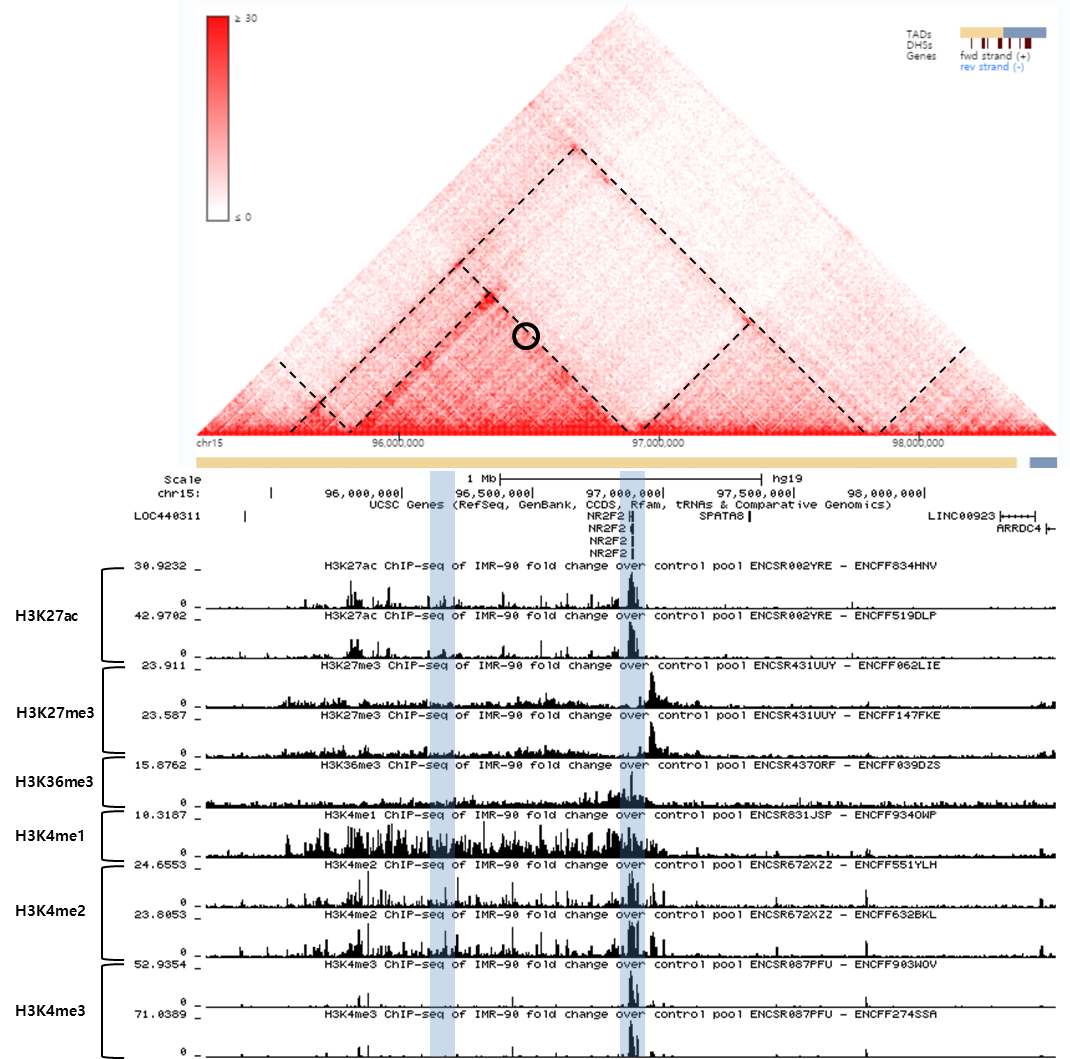 ≥ 30
≤ 0
TADs
DHSs
Genes
fwd strand (+)
rev strand (-)
chr15
96,000,000
97,000,000
98,000,000
Scale
1 Mb
hg19
chr15:
96,000,000
96,500,000
97,000,000
97,500,000
98,000,000
UCSC Genes (RefSeq, GenBank, CCDS, Rfam, tRNAs & Comparative Genomics)
LOC440311
NR2F2
SPATA8
LINC00923
NR2F2
ARRDC4
NR2F2
NR2F2
H3K27ac
30.9232
H3K27ac ChIP-seq of IMR-90 fold change over control pool ENCSR002YRE - ENCFF834HNV
0
42.9702
H3K27ac ChIP-seq of IMR-90 fold change over control pool ENCSR002YRE - ENCFF519DLP
0
H3K27me3
23.911
H3K27me3 ChIP-seq of IMR-90 fold change over control pool ENCSR431UUY - ENCFF062LIE
0
23.587
H3K27me3 ChIP-seq of IMR-90 fold change over control pool ENCSR431UUY - ENCFF147FKE
0
H3K36me3
15.8762
H3K36me3 ChIP-seq of IMR-90 fold change over control pool ENCSR437ORF - ENCFF039DZS
0
H3K4me1
10.3187
H3K4me1 ChIP-seq of IMR-90 fold change over control pool ENCSR831JSP - ENCFF934OWP
0
H3K4me2
24.6553
H3K4me2 ChIP-seq of IMR-90 fold change over control pool ENCSR672XZZ - ENCFF551YLH
0
23.8053
H3K4me2 ChIP-seq of IMR-90 fold change over control pool ENCSR672XZZ - ENCFF632BKL
0
H3K4me3
52.9354
H3K4me3 ChIP-seq of IMR-90 fold change over control pool ENCSR087PFU - ENCFF903WOV
0
71.0389
H3K4me3 ChIP-seq of IMR-90 fold change over control pool ENCSR087PFU - ENCFF274SSA
0